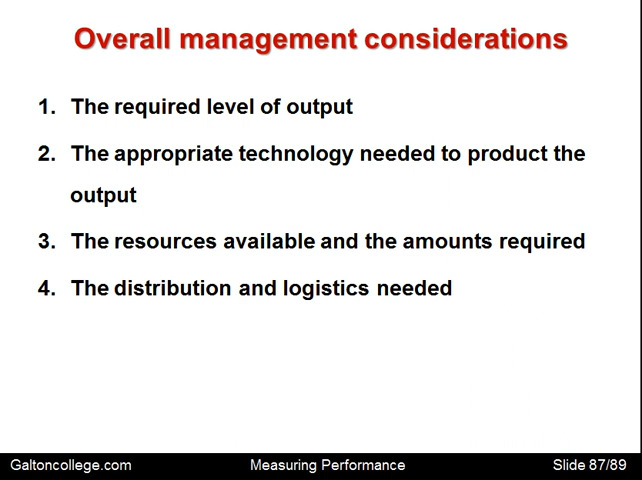 Overall management considerations
1. The required level of output
2. The appropriate technology needed to product the
output
3. The resources available and the amounts required
4. The distribution and logistics needed
Galtoncollege.com Measuring Performance Slide 87/89